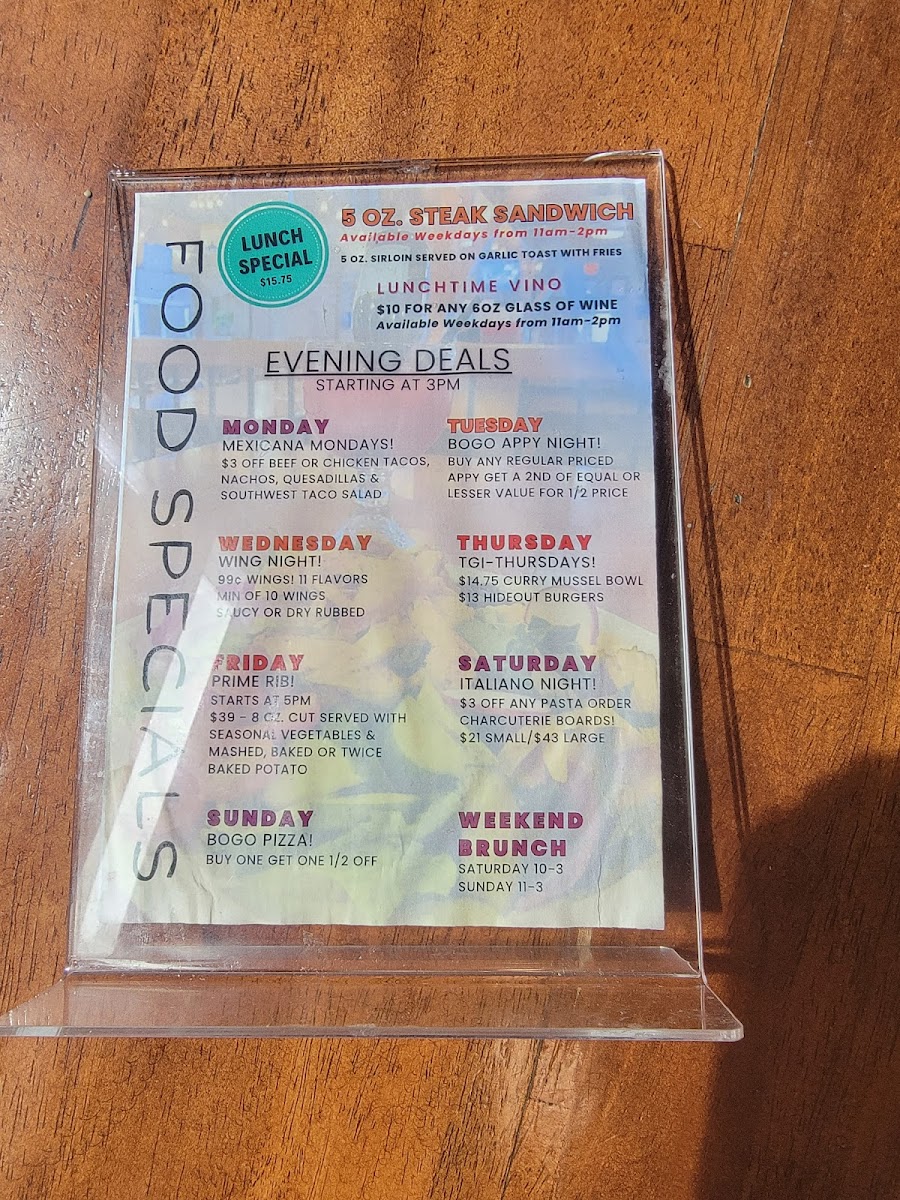 FOOD SPECIALS
LUNCH
SPECIAL
$15.75
5 OZ. STEAK SANDWICH
Available Weekdays from 11am-2pm
5 OZ. SIRLOIN SERVED ON GARLIC TOAST WITH FRIES
LUNCHTIME VINO
$10 FOR ANY 6OZ GLASS OF WINE
Available Weekdays from 11am-2pm
EVENING DEALS
STARTING AT 3PM
MONDAY
MEXICANA MONDAYS!
$3 OFF BEEF OR CHICKEN TACOS,
NACHOS, QUESADILLAS &
SOUTHWEST TACO SALAD
TUESDAY
BOGO APPY NIGHT!
BUY ANY REGULAR PRICED
APPY GET A 2ND OF EQUAL OR
LESSER VALUE FOR 1/2 PRICE
WEDNESDAY
WING NIGHT!
99¢ WINGS! 11 FLAVORS
MIN OF 10 WINGS
SAUCY OR DRY RUBBED
THURSDAY
TGI-THURSDAYS!
$14.75 CURRY MUSSEL BOWL
$13 HIDEOUT BURGERS
FRIDAY
PRIME RIB!
STARTS AT 5PM
$39 - 8 OZ. CUT SERVED WITH
SEASONAL VEGETABLES &
MASHED, BAKED OR TWICE
BAKED POTATO
SATURDAY
ITALIANO NIGHT!
$3 OFF ANY PASTA ORDER
CHARCUTERIE BOARDS!
$21 SMALL/$43 LARGE
SUNDAY
BOGO PIZZA!
BUY ONE GET ONE 1/2 OFF
WEEKEND
BRUNCH
SATURDAY 10-3
SUNDAY 11-3